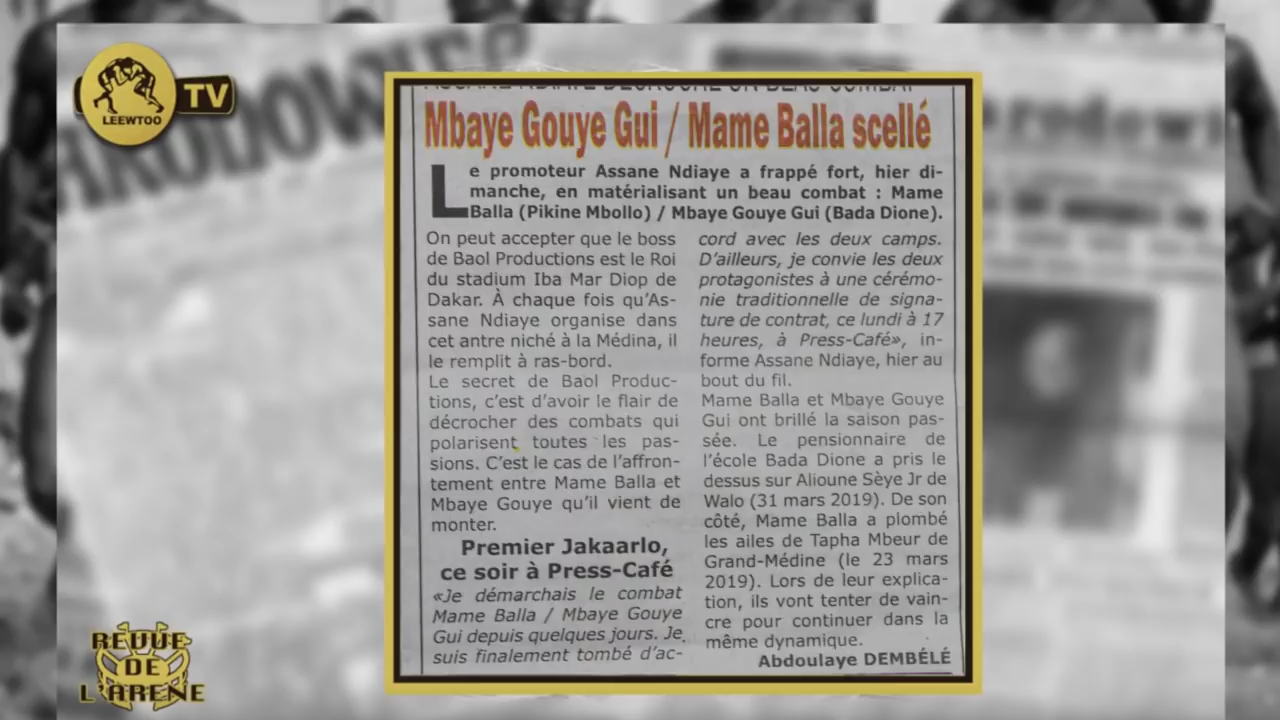 LEEWTOO
TV
Mbaye Gouye Gui / Mame Balla scellé
Le promoteur Assane Ndiaye a frappé fort, hier di-
manche, en matérialisant un beau combat : Mame
Balla (Pikine Mbollo) / Mbaye Gouye Gui (Bada Dione).
On peut accepter que le boss
de Baol Productions est le Roi
du stadium Iba Mar Diop de
Dakar. À chaque fois qu'As-
sane Ndiaye organise dans
cet antre niché à la Médina, il
le remplit à ras-bord.
Le secret de Baol Produc-
tions, c'est d'avoir le flair de
décrocher des combats qui
polarisent toutes les pas-
sions. C'est le cas de l'affron-
tement entre Mame Balla et
Mbaye Gouye qu'il vient de
monter.
Premier Jakaarlo,
ce soir à Press-Café
«Je démarchais le combat
Mame Balla / Mbaye Gouye
Gui depuis quelques jours. Je
suis finalement tombé d'ac-
cord avec les deux camps.
D'ailleurs, je convie les deux
protagonistes à une cérémo-
nie traditionnelle de signa-
ture de contrat, ce lundi à 17
heures, à Press-Café», in-
forme Assane Ndiaye, hier au
bout du fil.
Mame Balla et Mbaye Gouye
Gui ont brillé la saison pas-
sée. Le pensionnaire de
l'école Bada Dione a pris le
dessus sur Alioune Sèye Jr de
Walo (31 mars 2019). De son
côté, Mame Balla a plombé
les ailes de Tapha Mbeur de
Grand-Médine (le 23 mars
2019). Lors de leur explica-
tion, ils vont tenter de vain-
cre pour continuer dans la
même dynamique.
Abdoulaye DEMBÉLÉ
REVUE
DE
L'ARENE